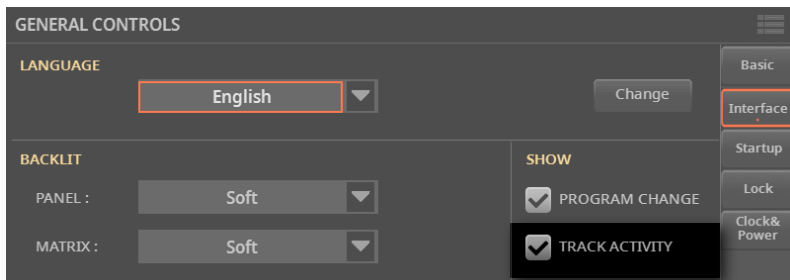 GENERAL CONTROLS
LANGUAGE
English
Change
BACKLIT
PANEL :
Soft
MATRIX :
Soft
SHOW
PROGRAM CHANGE
TRACK ACTIVITY
Basic
Interface
Startup
Lock
Clock&
Power